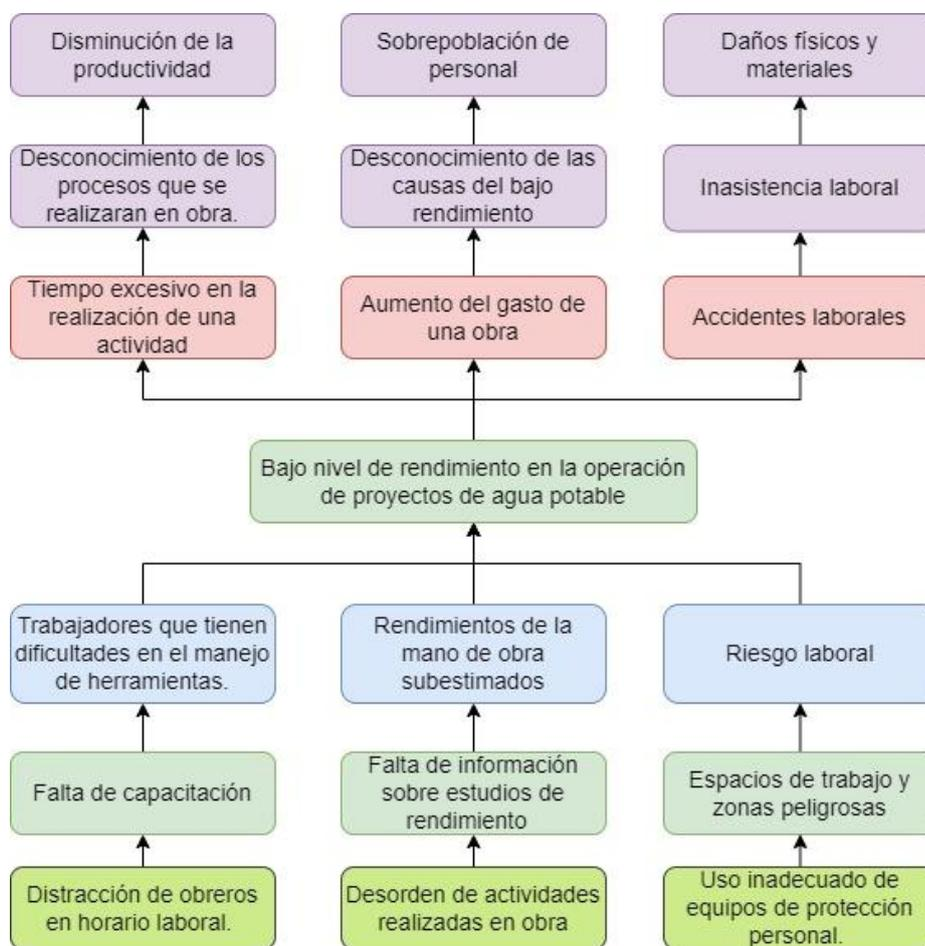 Disminución de la
productividad
Sobrepoblación de
personal
Daños físicos y
materiales
Desconocimiento de los
procesos que se
realizaran en obra.
Desconocimiento de las
causas del bajo
rendimiento
Inasistencia laboral
Tiempo excesivo en la
realización de una
actividad
Aumento del gasto de
una obra
Accidentes laborales
Bajo nivel de rendimiento en la operación
de proyectos de agua potable
Trabajadores que tienen
dificultades en el manejo
de herramientas.
Rendimientos de la
mano de obra
subestimados
Riesgo laboral
Falta de capacitación
Falta de información
sobre estudios de
rendimiento
Espacios de trabajo y
zonas peligrosas
Distracción de obreros
en horario laboral.
Desorden de actividades
realizadas en obra
Uso inadecuado de
equipos de protección
personal.